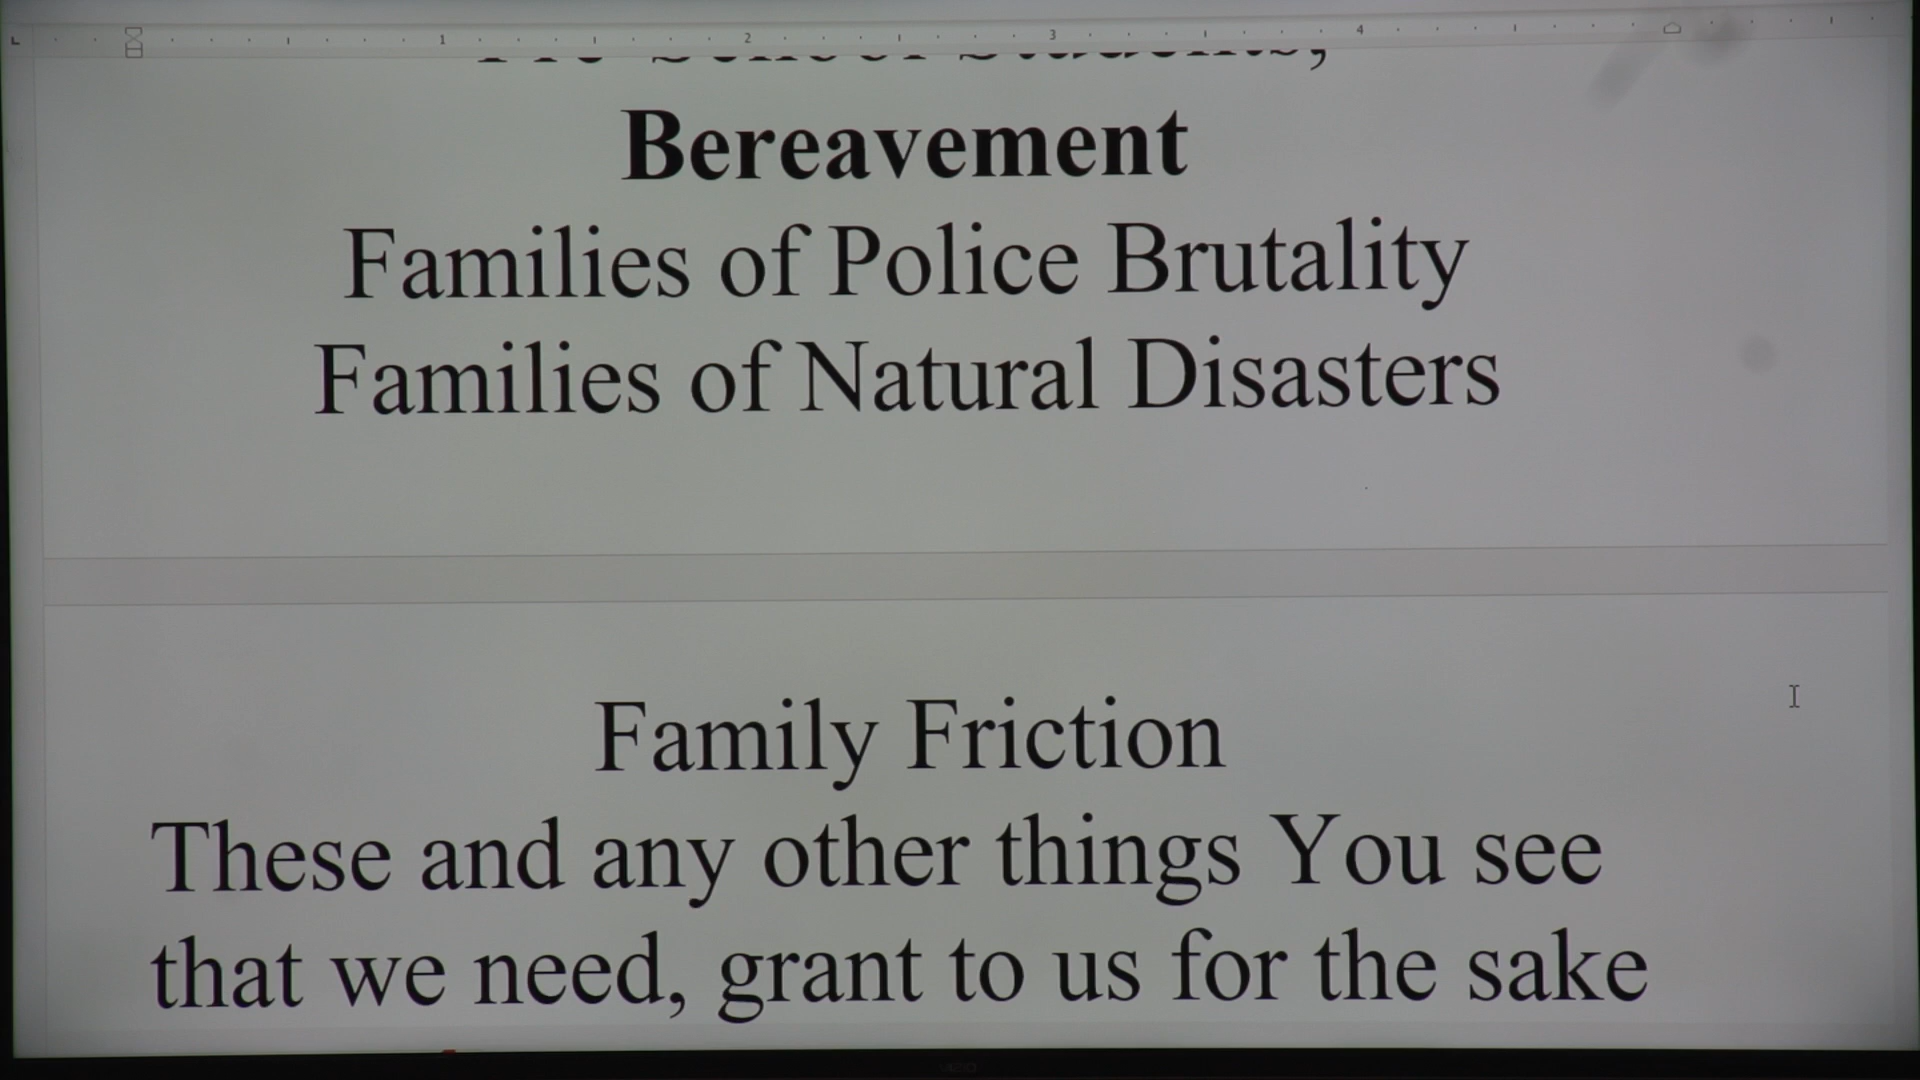 Bereavement
Families of Police Brutality
Families of Natural Disasters
Family Friction
These and any other things You see
that we need, grant to us for the sake